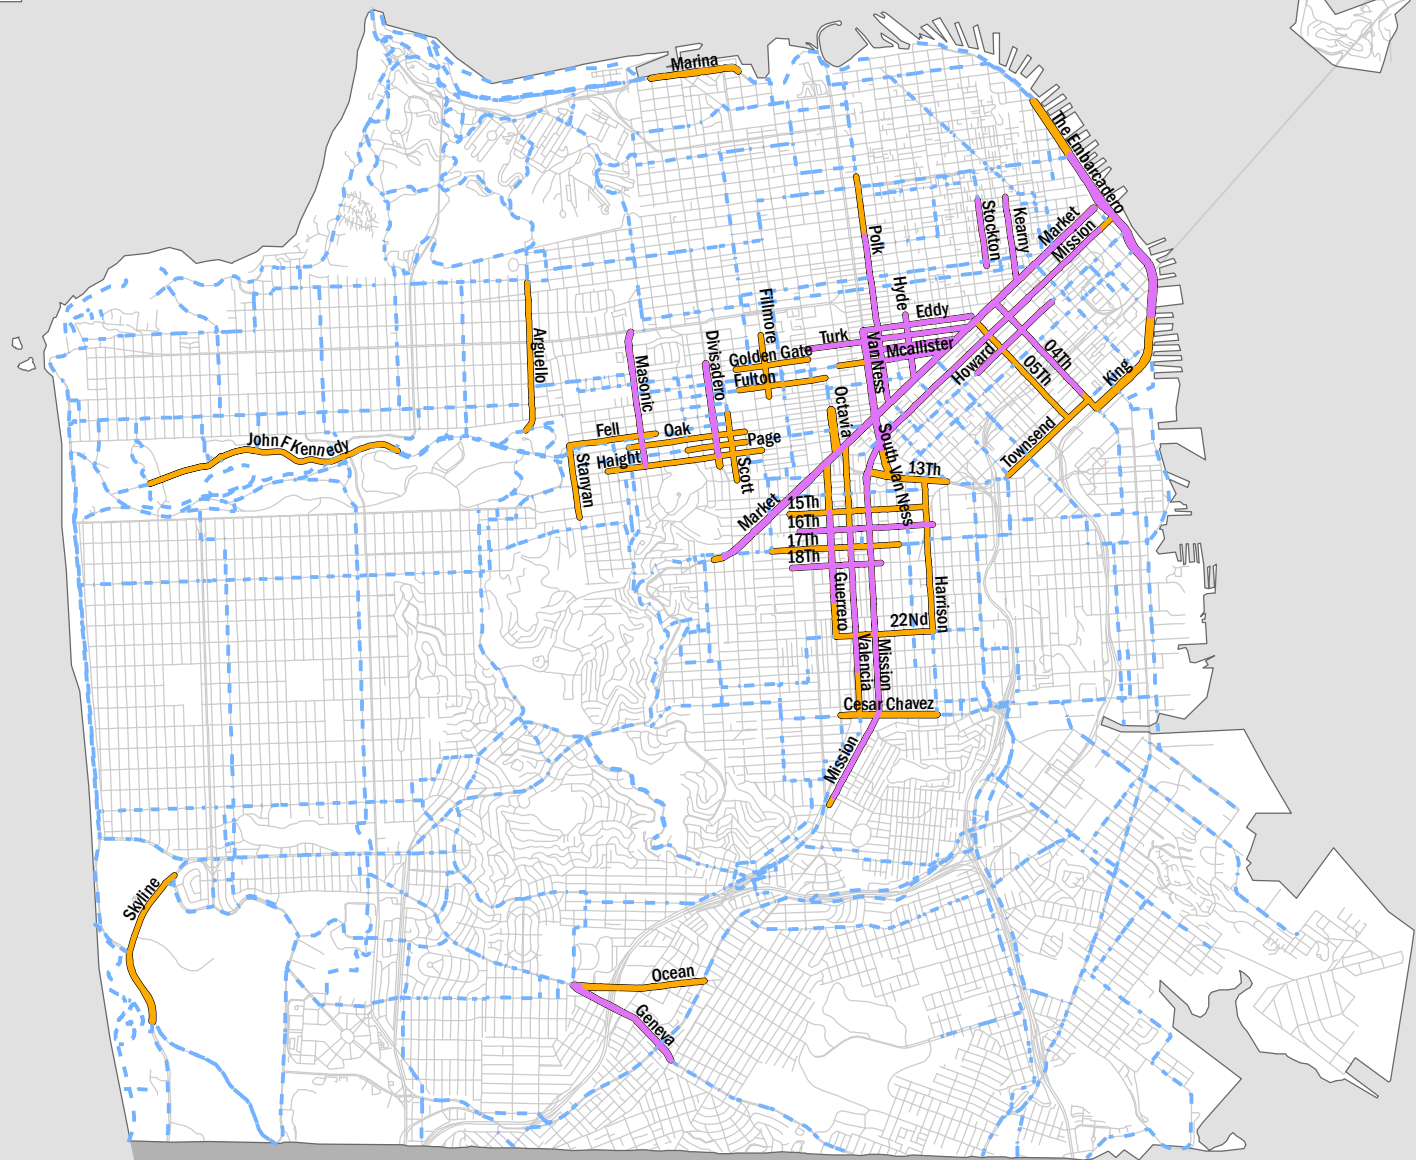 Marina
The Embarcadero
Stockton
Kearny
Market
Mission
Polk
Hyde
Eddy
Fillmore
Turk
Van Ness
Mcallister
Arguello
Masonic
Divisadero
Golden Gate
Fulton
Howard
04Th
05Th
King
Octavia
Fell
Oak
Page
John F Kennedy
Haight
Stanyan
Scott
Townsend
South Van Ness
13Th
Market
15Th
16Th
17Th
18Th
Guerrero
Harrison
22Nd
Valencia
Mission
Cesar Chavez
Mission
Skyline
Ocean
Geneva